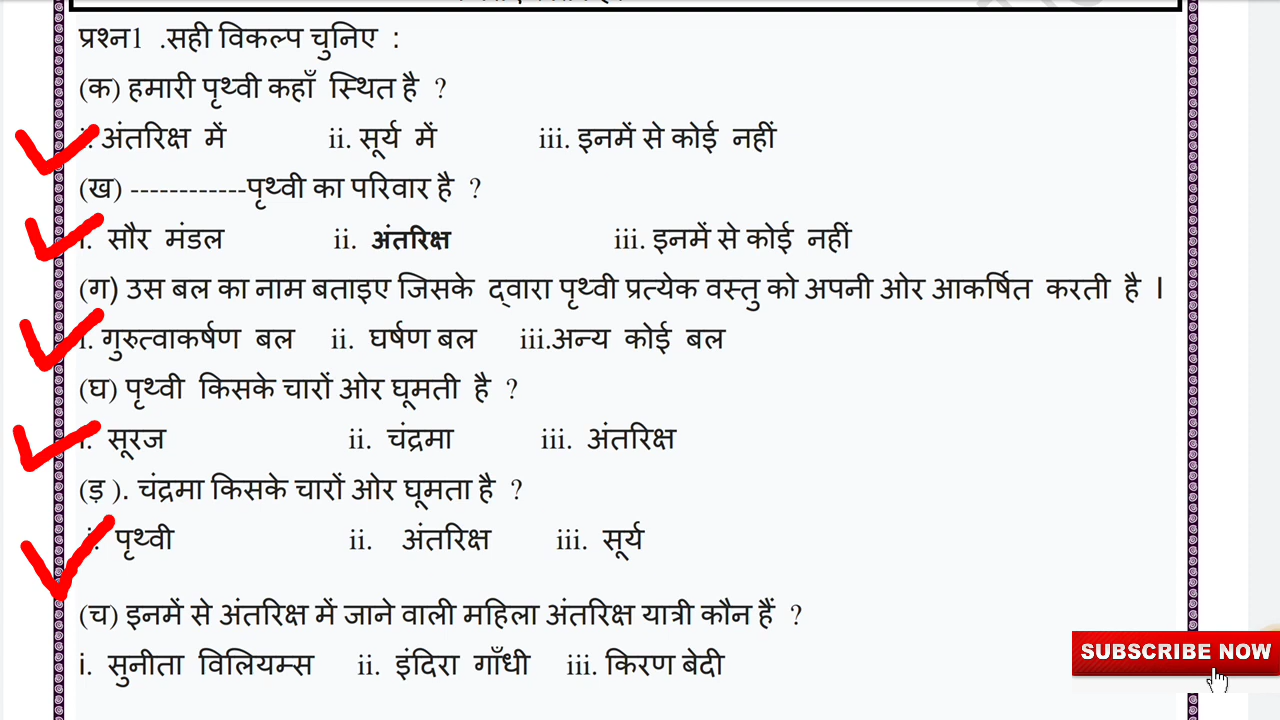 प्रश्न1 .सही विकल्प चुनिए :
(क) हमारी पृथ्वी कहाँ स्थित है ?
i. अंतरिक्ष में ii. सूर्य में iii. इनमें से कोई नहीं
(ख) ------------पृथ्वी का परिवार है ?
i. सौर मंडल ii. अंतरिक्ष iii. इनमें से कोई नहीं
(ग) उस बल का नाम बताइए जिसके द्वारा पृथ्वी प्रत्येक वस्तु को अपनी ओर आकर्षित करती है ।
i. गुरुत्वाकर्षण बल ii. घर्षण बल iii.अन्य कोई बल
(घ) पृथ्वी किसके चारों ओर घूमती है ?
i. सूरज ii. चंद्रमा iii. अंतरिक्ष
(ड़ ). चंद्रमा किसके चारों ओर घूमता है ?
i. पृथ्वी ii. अंतरिक्ष iii. सूर्य
(च) इनमें से अंतरिक्ष में जाने वाली महिला अंतरिक्ष यात्री कौन हैं ?
i. सुनीता विलियम्स ii. इंदिरा गाँधी iii. किरण बेदी
SUBSCRIBE NOW